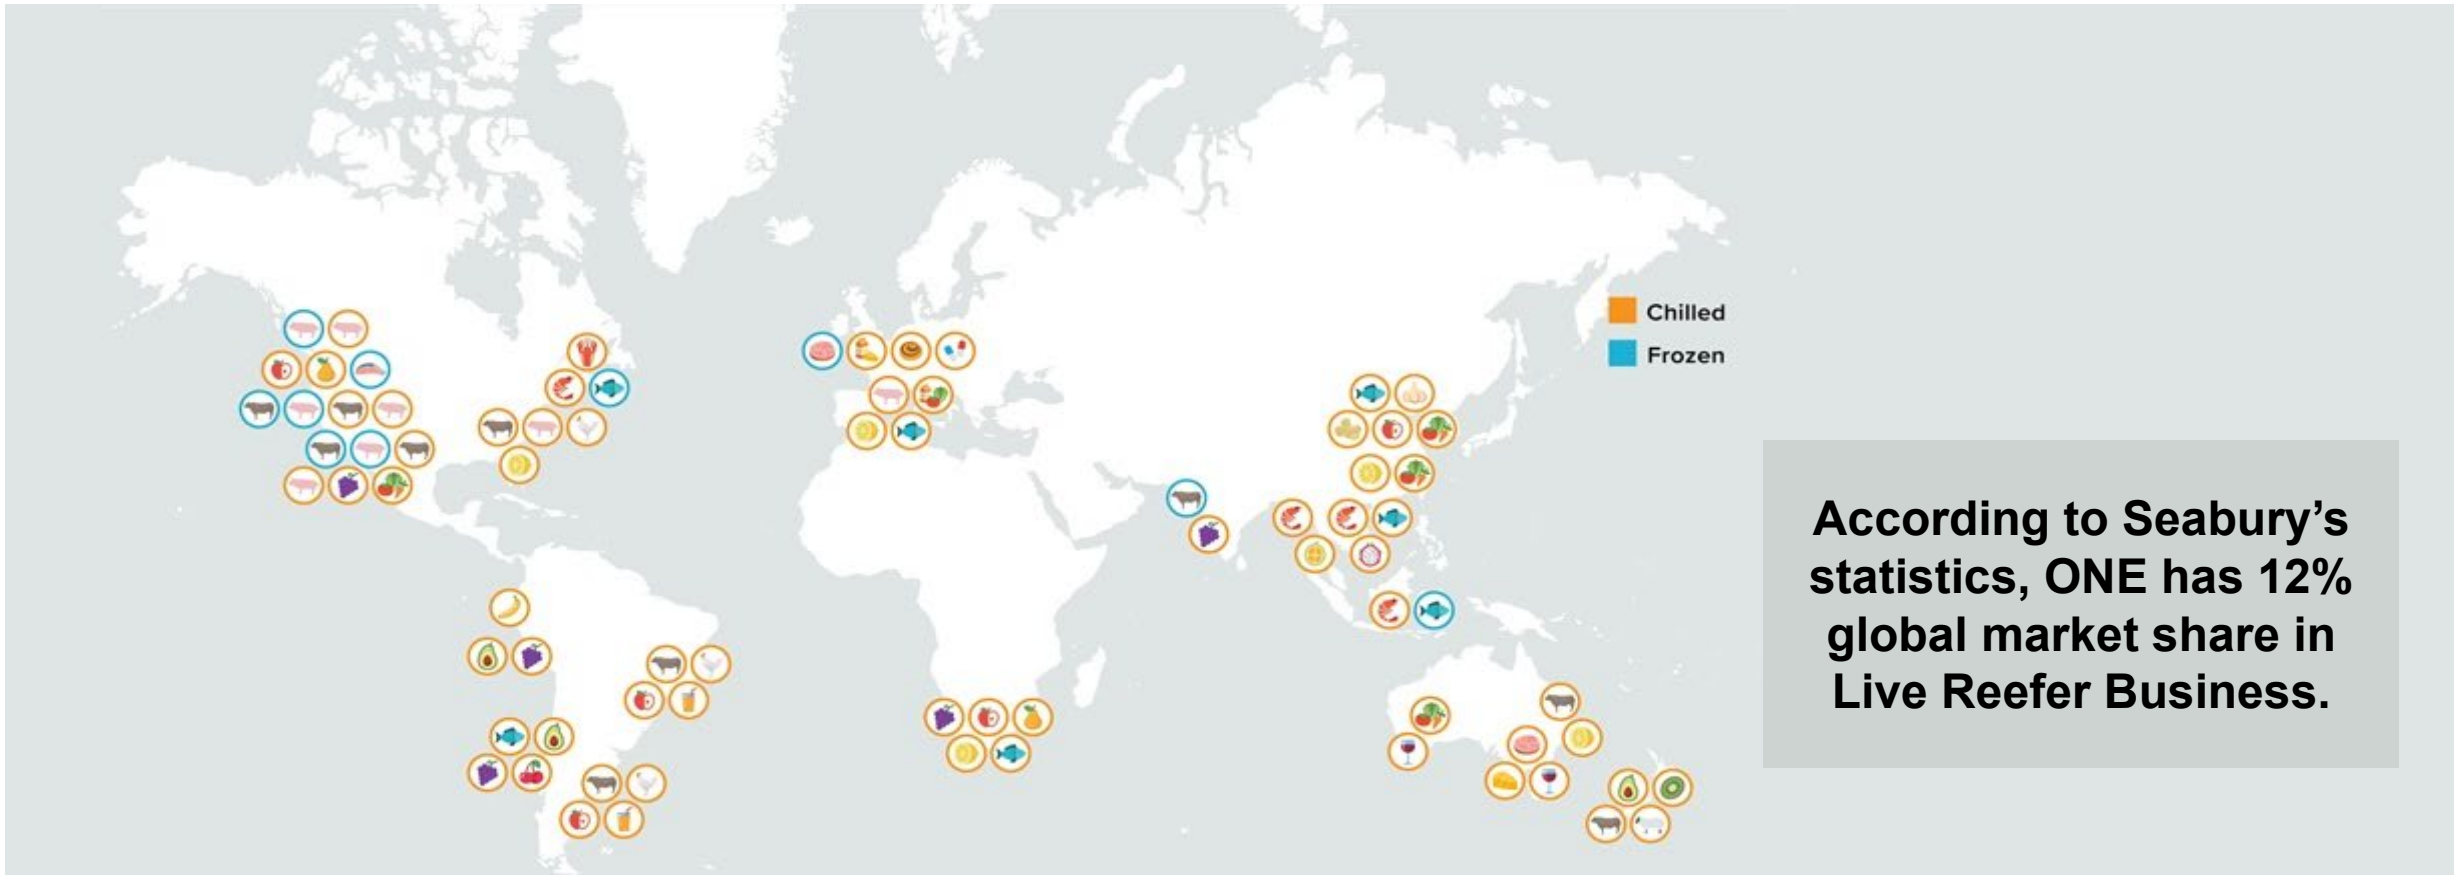 Chilled
Frozen
According to Seabury’s
statistics, ONE has 12%
global market share in
Live Reefer Business.